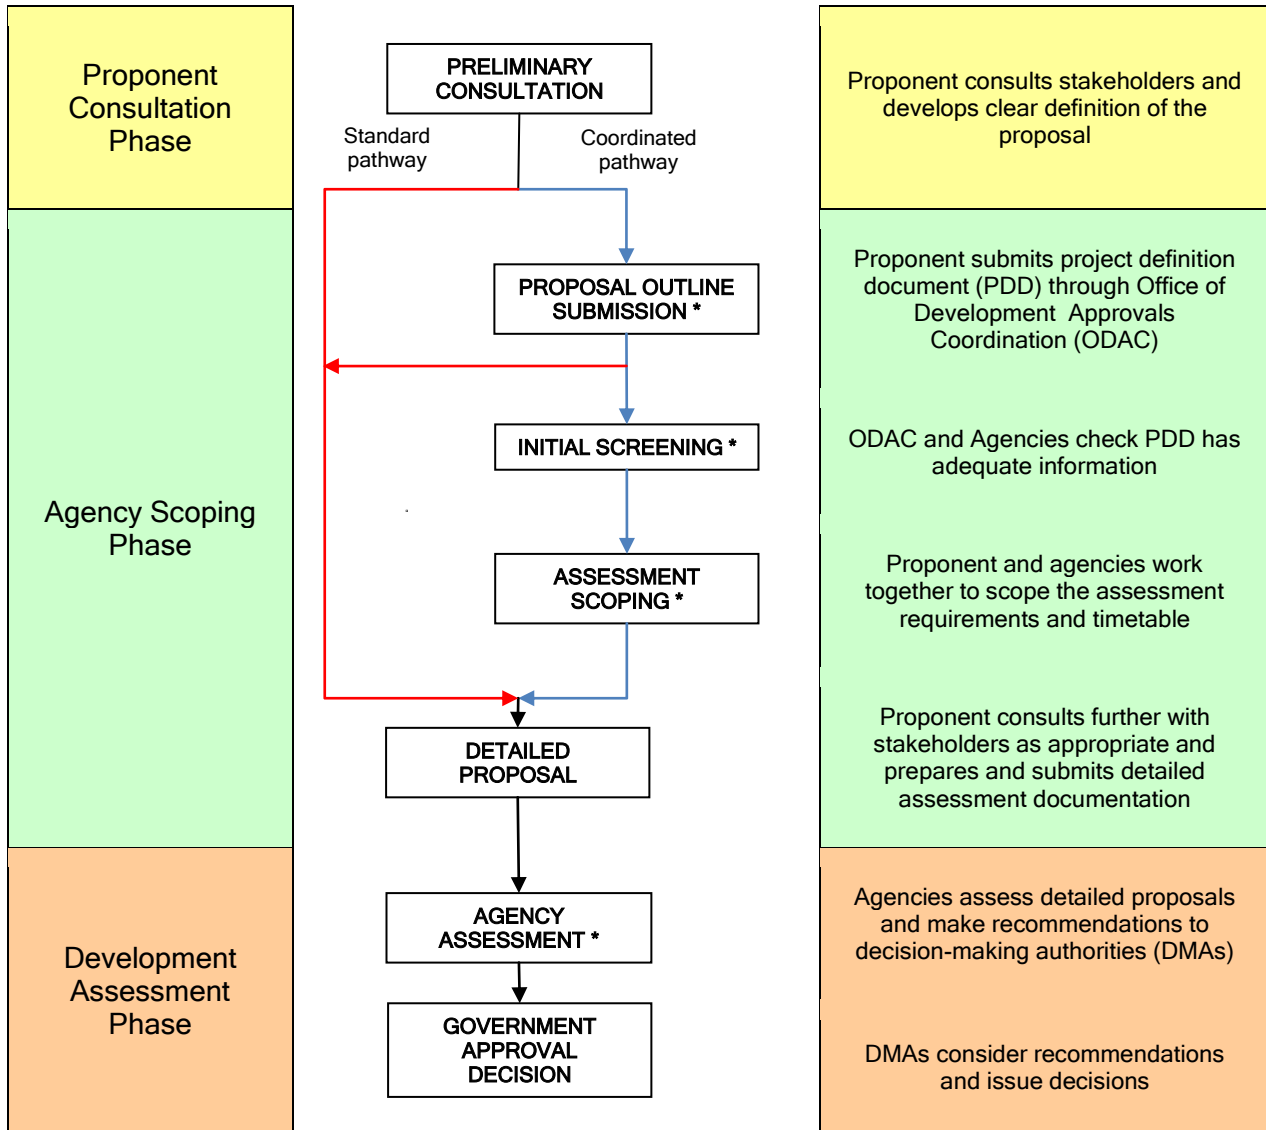 Proponent
Consultation
Phase
PRELIMINARY
CONSULTATION
Standard
pathway
Coordinated
pathway
Proponent consults stakeholders and
develops clear definition of the
proposal
Agency Scoping
Phase
PROPOSAL OUTLINE
SUBMISSION *
Proponent submits project definition
document (PDD) through Office of
Development Approvals
Coordination (ODAC)
INITIAL SCREENING *
ODAC and Agencies check PDD has
adequate information
ASSESSMENT
SCOPING *
Proponent and agencies work
together to scope the assessment
requirements and timetable
DETAILED
PROPOSAL
Proponent consults further with
stakeholders as appropriate and
prepares and submits detailed
assessment documentation
Development
Assessment
Phase
AGENCY
ASSESSMENT *
Agencies assess detailed proposals
and make recommendations to
decision-making authorities (DMAs)
GOVERNMENT
APPROVAL
DECISION
DMAs consider recommendations
and issue decisions